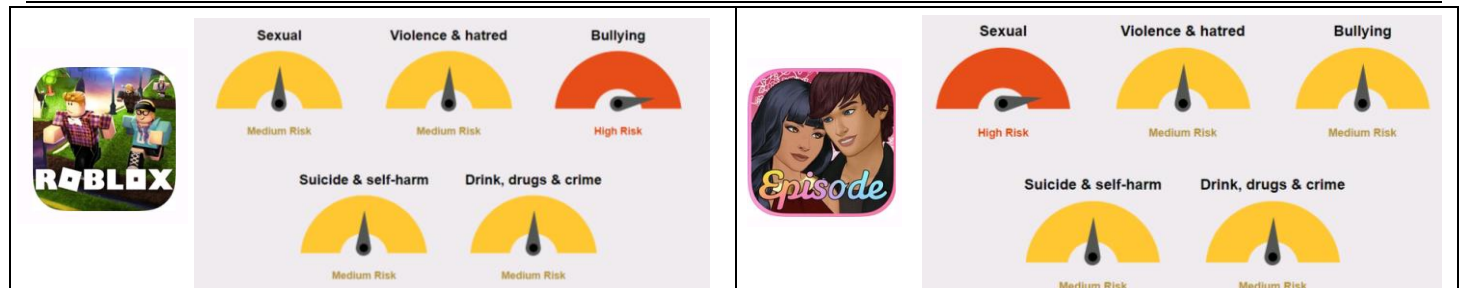 Sexual Violence & hatred Bullying
Medium Risk Medium Risk High Risk
ROBLOX
Suicide & self-harm Drink, drugs & crime
Medium Risk Medium Risk
Sexual Violence & hatred Bullying
High Risk Medium Risk Medium Risk
Episode
Suicide & self-harm Drink, drugs & crime
Medium Risk Medium Risk